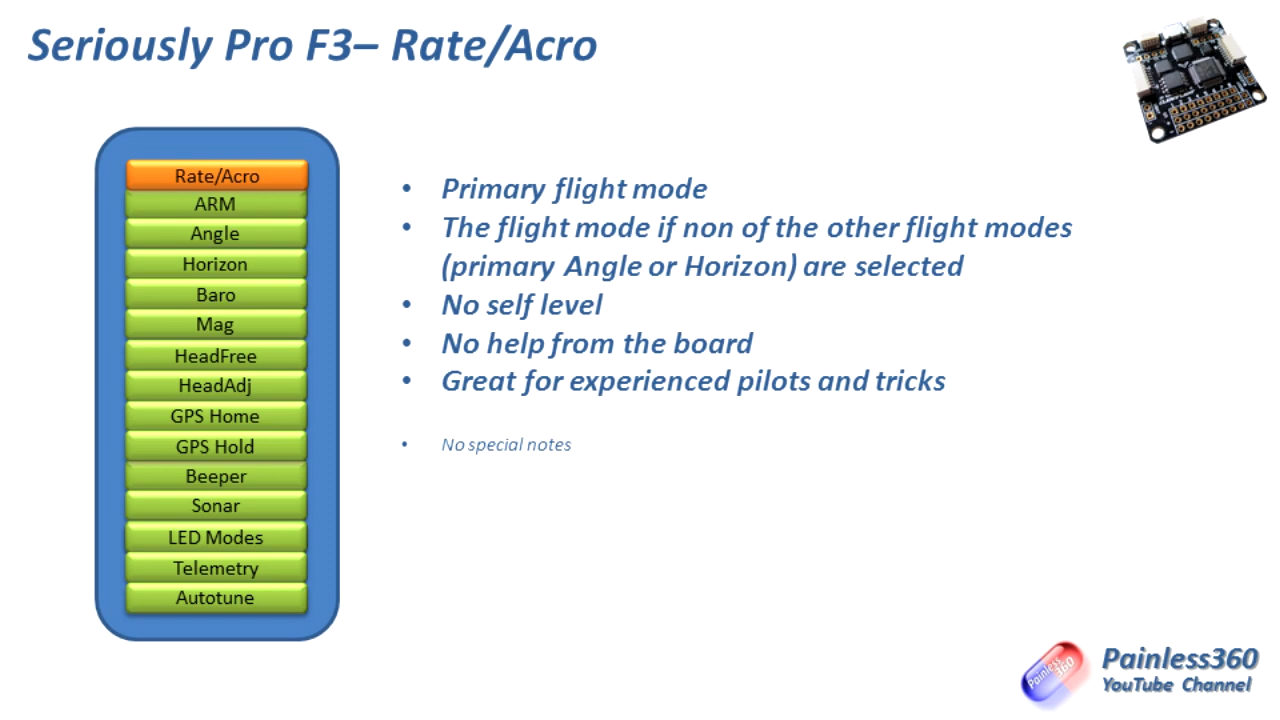 Seriously Pro F3– Rate/Acro
Rate/Acro
ARM
Angle
Horizon
Baro
Mag
HeadFree
HeadAdj
GPS Home
GPS Hold
Beeper
Sonar
LED Modes
Telemetry
Autotune
• Primary flight mode
• The flight mode if non of the other flight modes
(primary Angle or Horizon) are selected
• No self level
• No help from the board
• Great for experienced pilots and tricks
• No special notes
Painless
360
Painless360
YouTube Channel